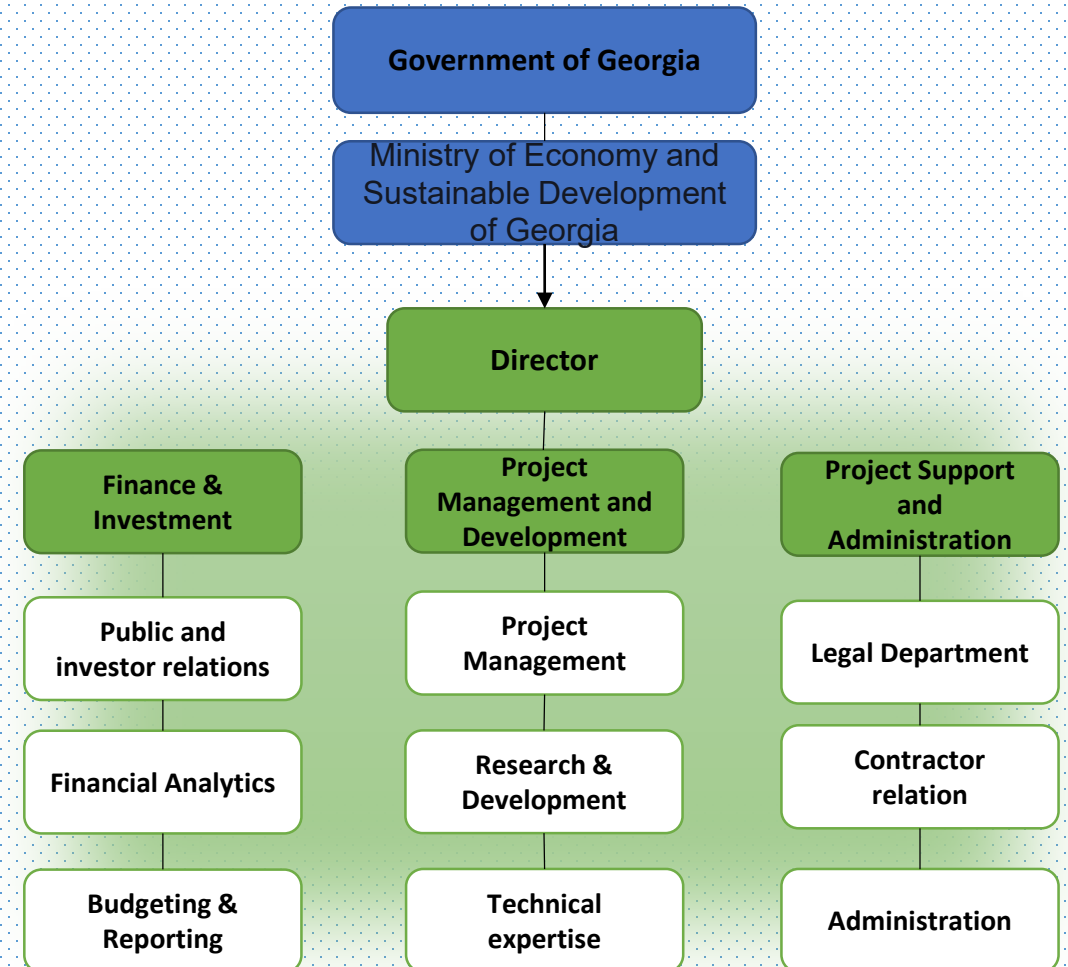 Government of Georgia
Ministry of Economy and
Sustainable Development
of Georgia
Director
Finance &
Investment
Project
Management and
Development
Project Support
and
Administration
Public and
investor relations
Project
Management
Legal Department
Financial Analytics
Research &
Development
Contractor
relation
Budgeting &
Reporting
Technical
expertise
Administration